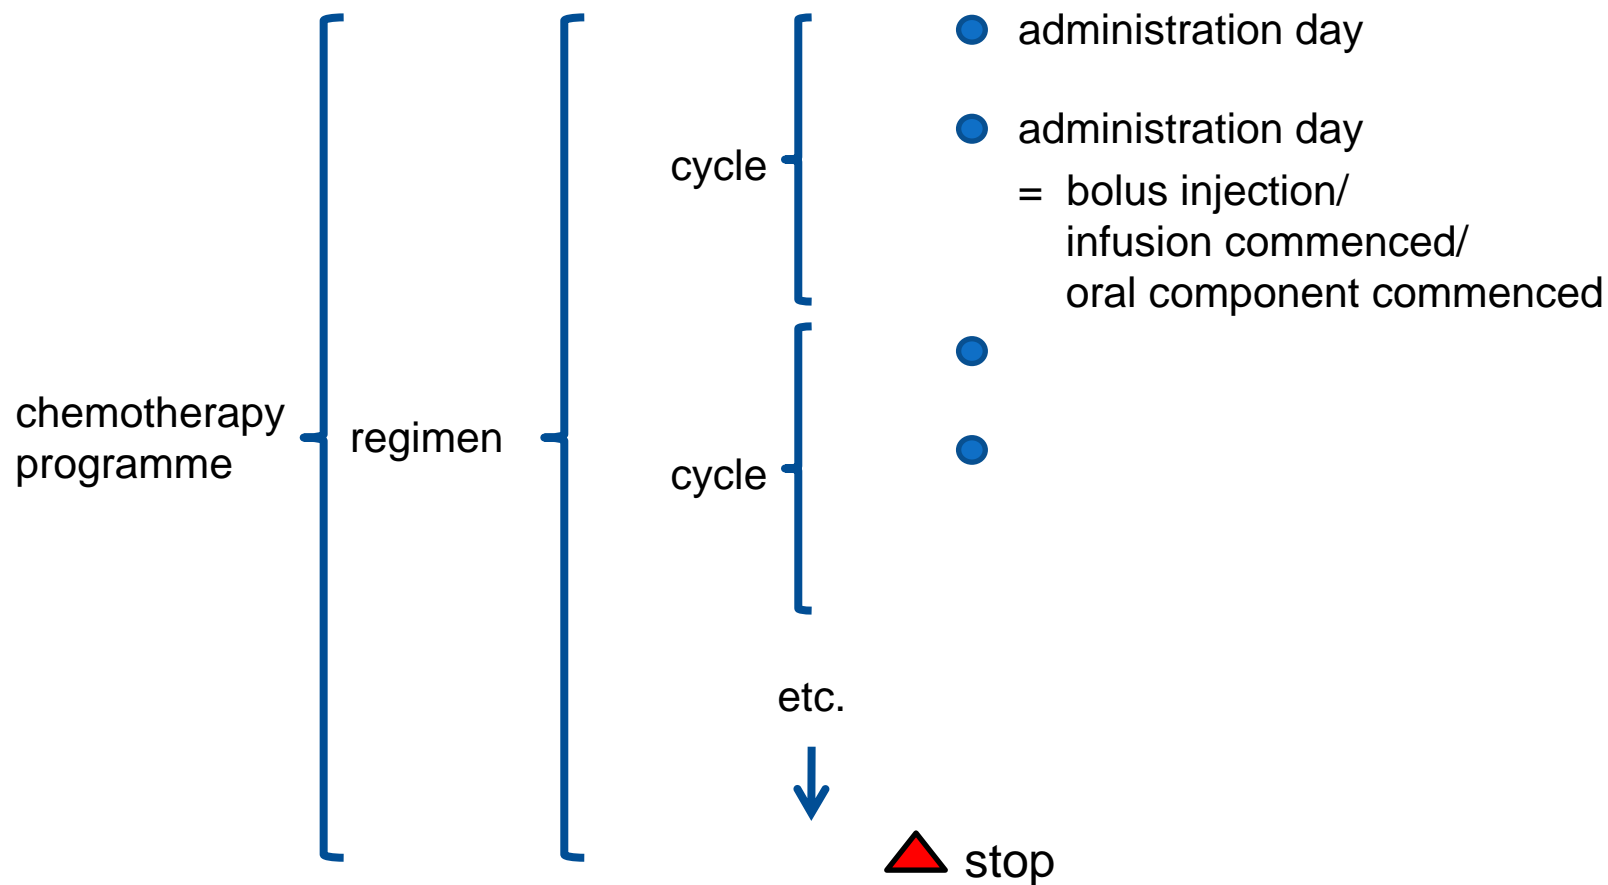 administration day
administration day
= bolus injection/
infusion commenced/
oral component commenced
cycle
chemotherapy
programme
regimen
cycle
etc.
stop